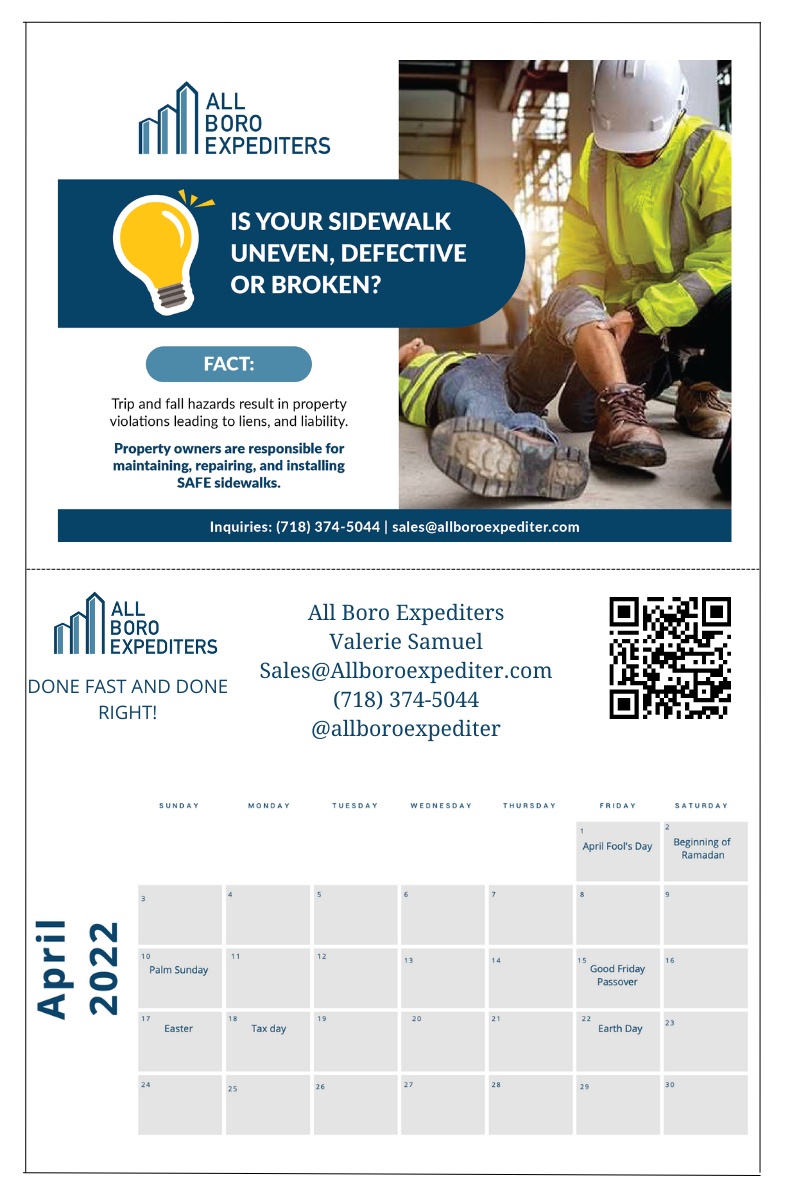 ALL
BORO
EXPEDITERS
IS YOUR SIDEWALK
UNEVEN, DEFECTIVE
OR BROKEN?
FACT:
Trip and fall hazards result in property
violations leading to liens, and liability.
Property owners are responsible for
maintaining, repairing, and installing
SAFE sidewalks.
Inquiries: (718) 374-5044 | sales@allboroexpediter.com
ALL
BORO
EXPEDITERS
DONE FAST AND DONE
RIGHT!
All Boro Expediters
Valerie Samuel
Sales@Allboroexpediter.com
(718) 374-5044
@allboroexpediter
April
2022
SUNDAY MONDAY TUESDAY WEDNESDAY THURSDAY FRIDAY SATURDAY
1 2
April Fool's Day Beginning of
Ramadan
3 4 5 6 7 8 9
10 11 12 13 14 15 16
Palm Sunday Good Friday
Passover
17 18 19 20 21 22 23
Easter Tax day Earth Day
24 25 26 27 28 29 30